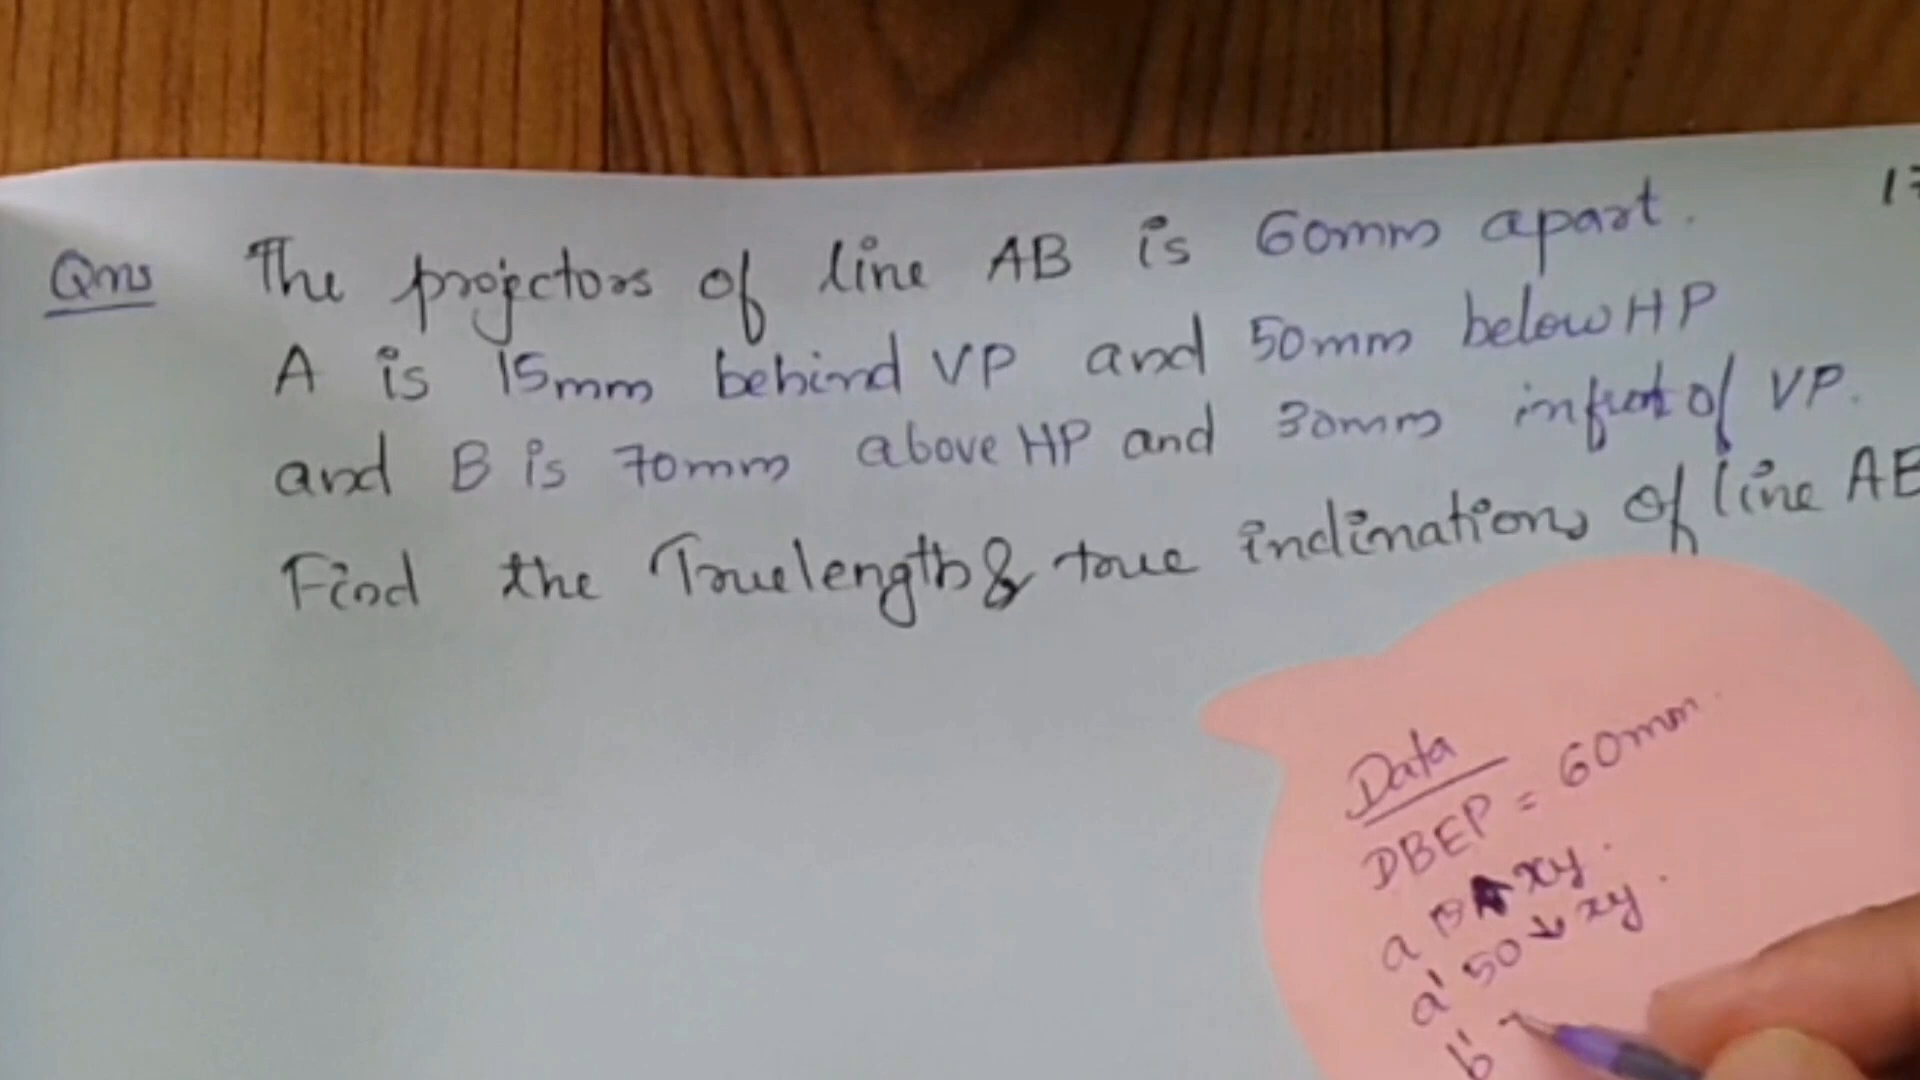 17
Qns The projectors of line AB is 60mm apart.
A is 15mm behind VP and 50mm below HP
and B is 70mm above HP and 30mm infront of VP.
Find the Truelength & true inclinations of line AB
Data
DBEP = 60mm.
a 15 ↑ xy.
a' 50 ↓ xy.
b'